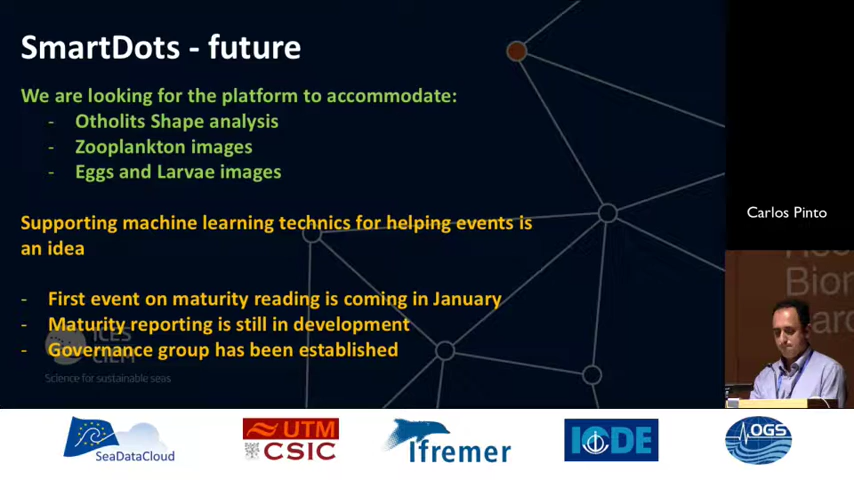 SmartDots - future
We are looking for the platform to accommodate:
- Otholits Shape analysis
- Zooplankton images
- Eggs and Larvae images
Supporting machine learning technics for helping events is
an idea
- First event on maturity reading is coming in January
- Maturity reporting is still in development
- Governance group has been established
ICES
CIEM
Science for sustainable seas
Carlos Pinto
SeaDataCloud
UTM
CSIC
Ifremer
IODE
OGS